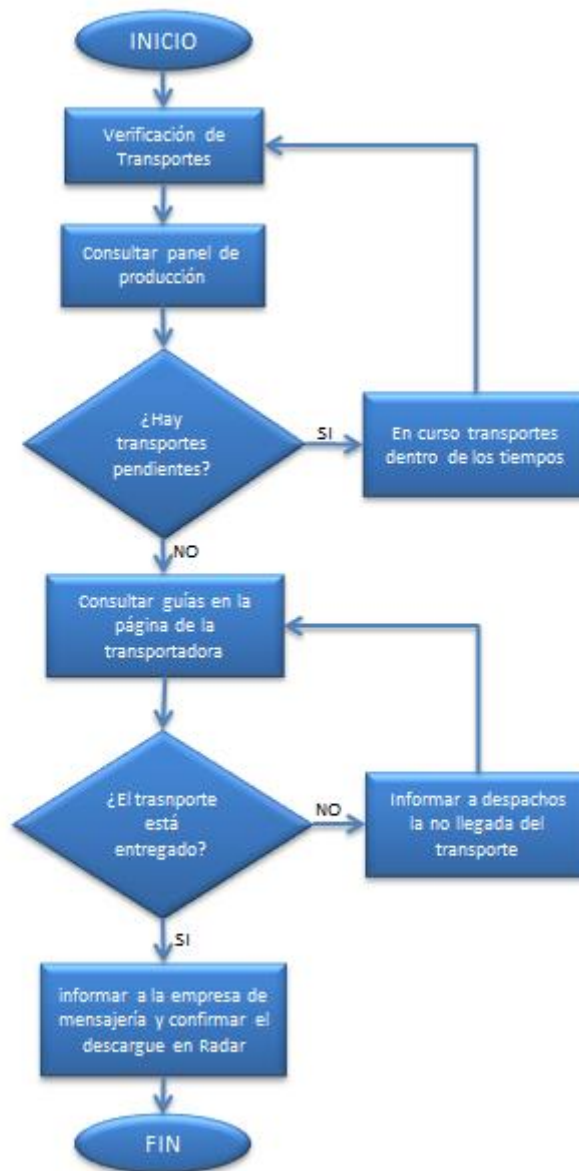 INICIO
Verificación de
Transportes
Consultar panel de
producción
¿Hay
transportes
pendientes?
SI
En curso transportes
dentro de los tiempos
NO
Consultar guías en la
página de la
transportadora
¿El trasnporte
está
entregado?
NO
Informar a despachos
la no llegada del
transporte
SI
informar a la empresa de
mensajería y confirmar el
descargue en Radar
FIN